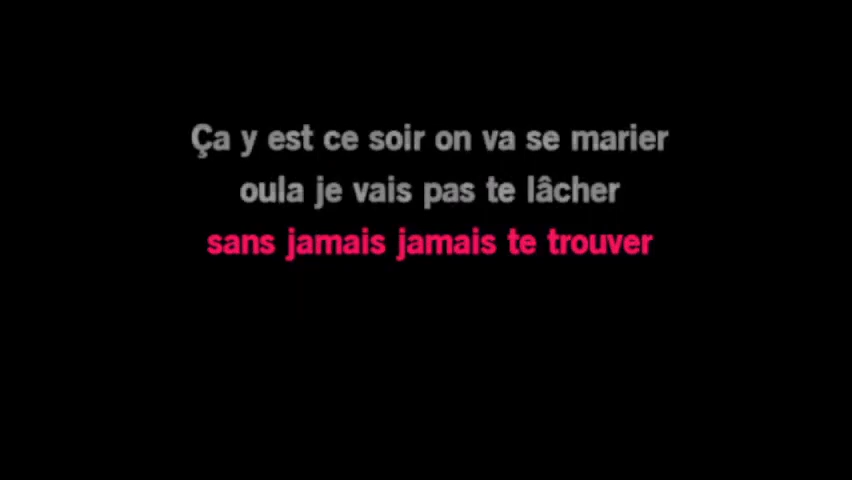 Ça y est ce soir on va se marier
oula je vais pas te lâcher
sans jamais jamais te trouver